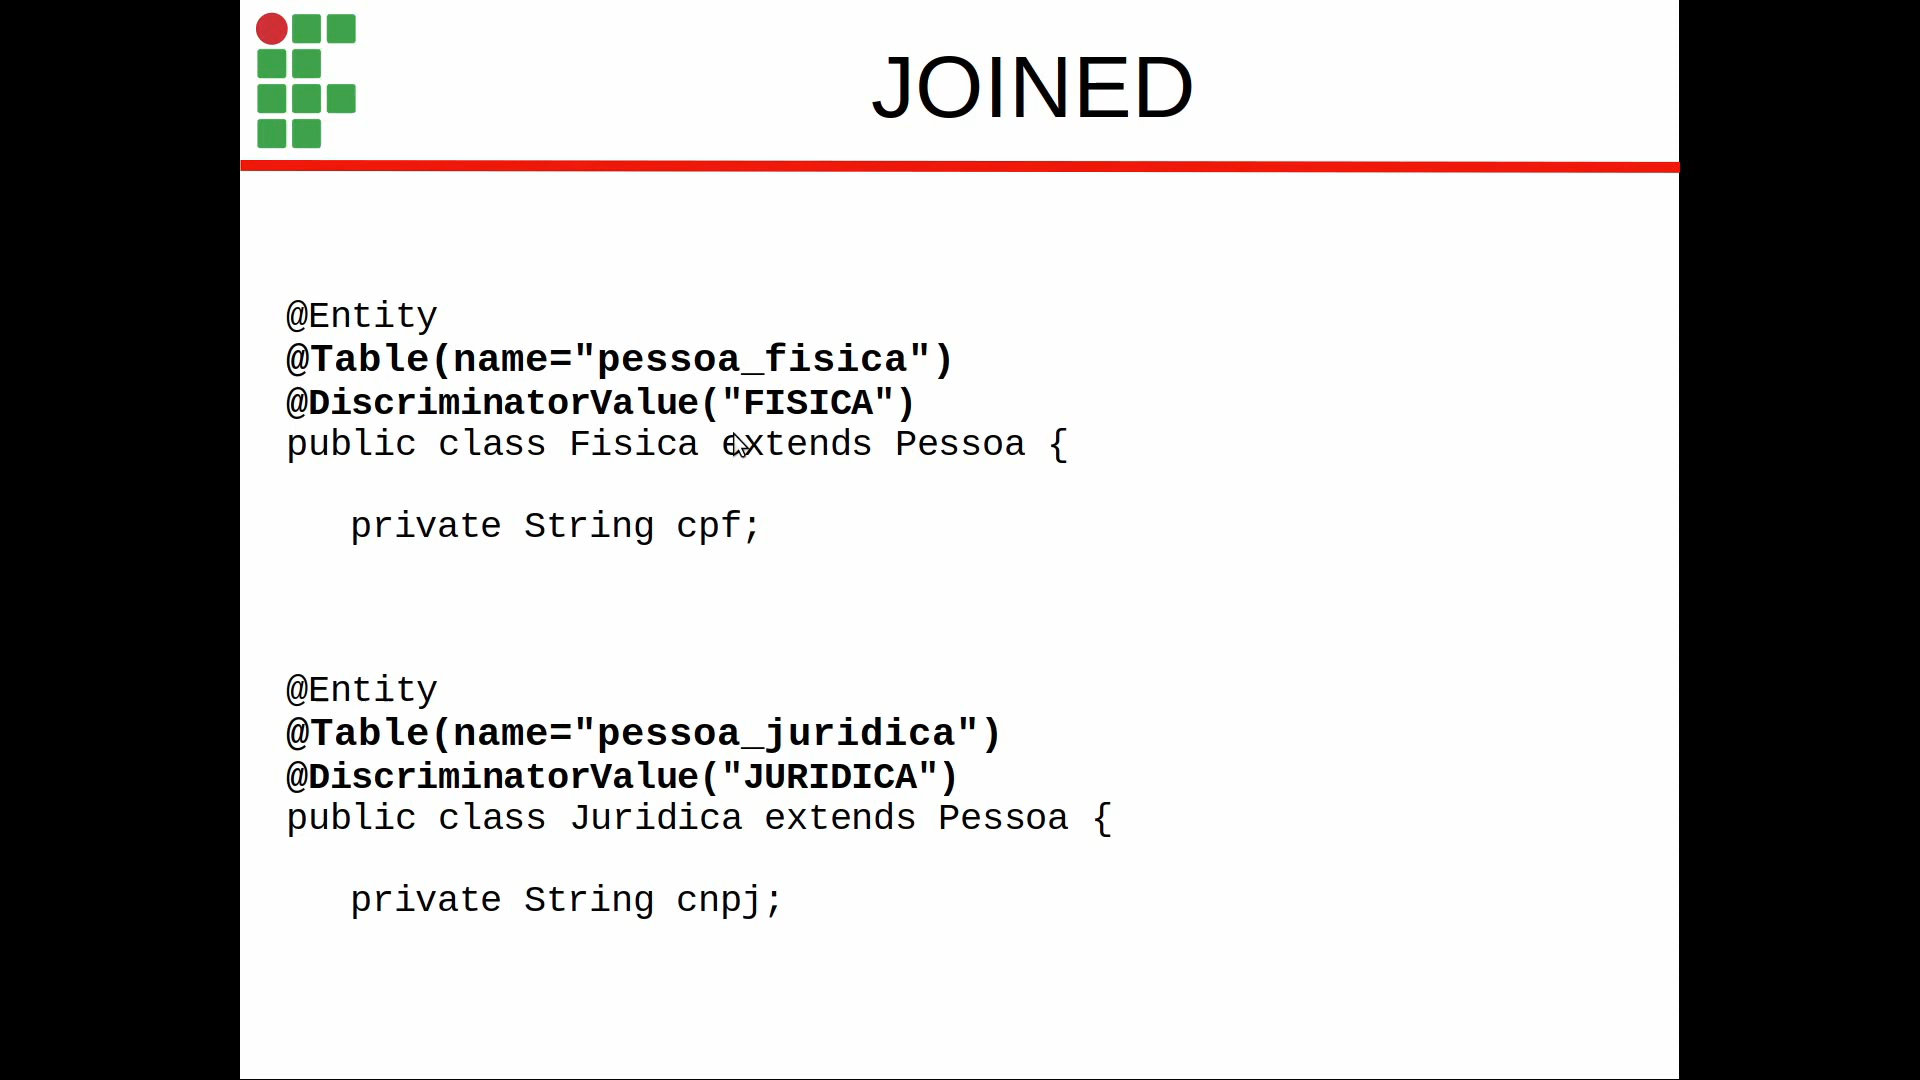 JOINED
@Entity
@Table(name="pessoa_fisica")
@DiscriminatorValue("FISICA")
public class Fisica extends Pessoa {
private String cpf;
@Entity
@Table(name="pessoa_juridica")
@DiscriminatorValue("JURIDICA")
public class Juridica extends Pessoa {
private String cnpj;